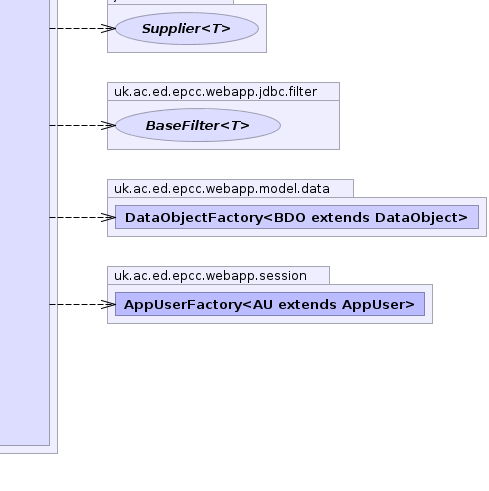 Supplier<T>
uk.ac.ed.epcc.webapp.jdbc.filter
BaseFilter<T>
uk.ac.ed.epcc.webapp.model.data
DataObjectFactory<BDO extends DataObject>
uk.ac.ed.epcc.webapp.session
AppUserFactory<AU extends AppUser>